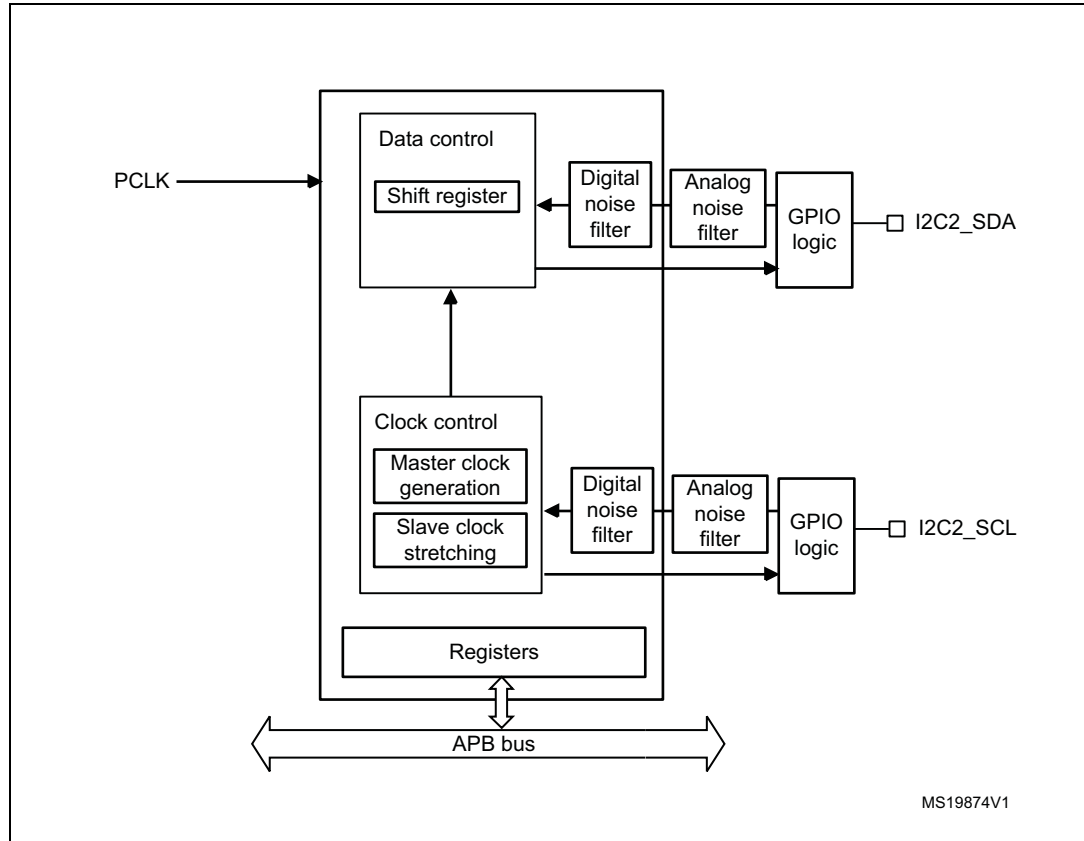 Data control
PCLK
Shift register
Digital
noise
filter
Analog
noise
filter
GPIO
logic
I2C2_SDA
Clock control
Master clock
generation
Slave clock
stretching
Digital
noise
filter
Analog
noise
filter
GPIO
logic
I2C2_SCL
Registers
APB bus
MS19874V1